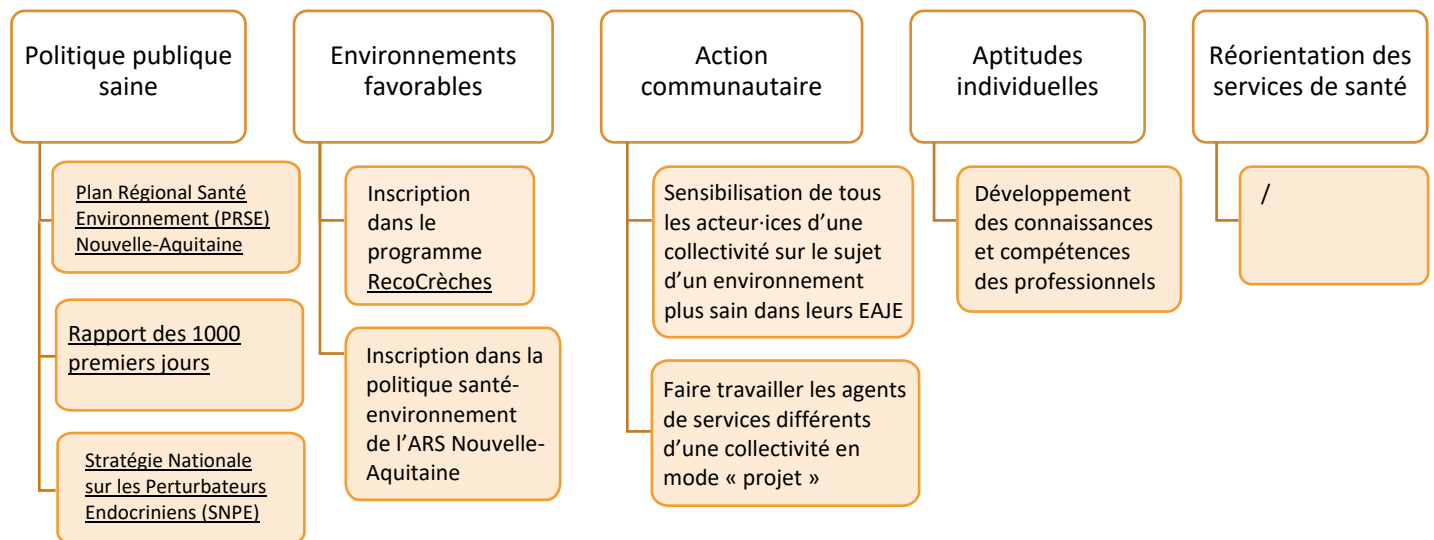 Politique publique
saine
Plan Régional Santé
Environnement (PRSE)
Nouvelle-Aquitaine
Rapport des 1000
premiers jours
Stratégie Nationale
sur les Perturbateurs
Endocriniens (SNPE)
Environnements
favorables
Inscription
dans le
programme
RecoCrèches
Inscription dans la
politique santé-
environnement
de l’ARS Nouvelle-
Aquitaine
Action
communautaire
Sensibilisation de tous
les acteur·ices d’une
collectivité sur le sujet
d’un environnement
plus sain dans leurs EAJE
Faire travailler les agents
de services différents
d’une collectivité en
mode « projet »
Aptitudes
individuelles
Développement
des connaissances
et compétences
des professionnels
Réorientation des
services de santé
/